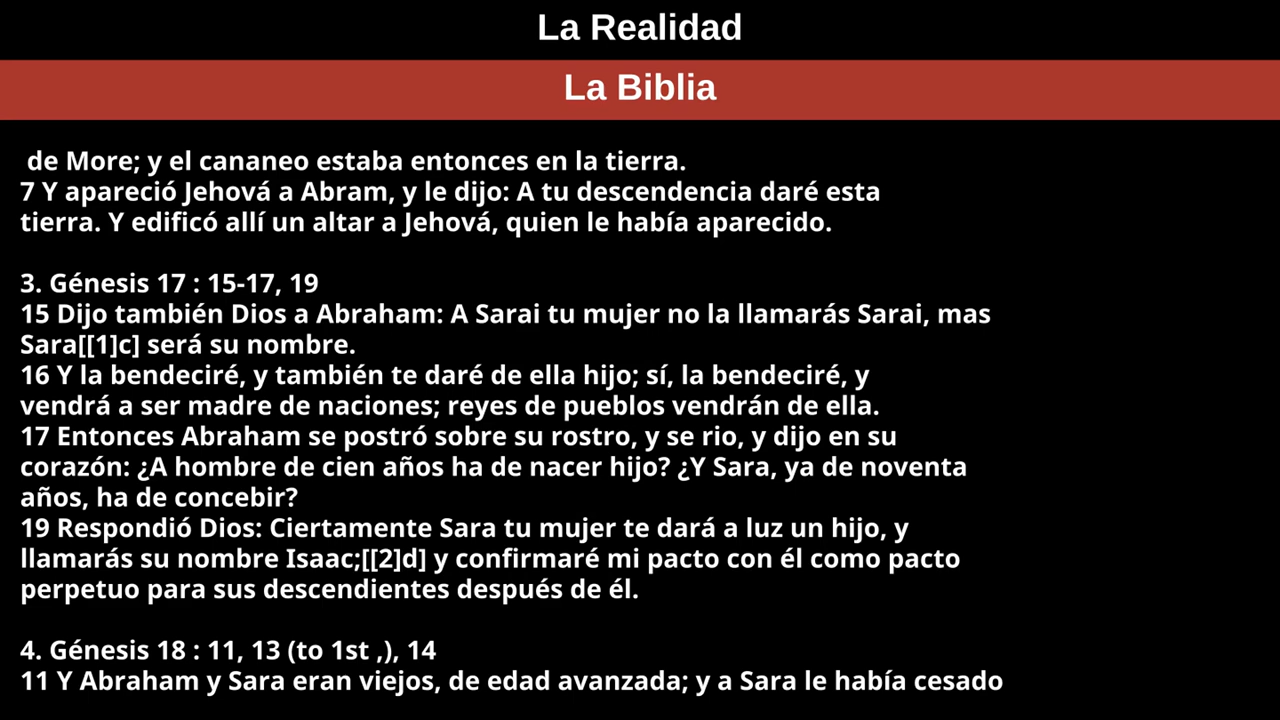 La Realidad
La Biblia
de More; y el cananeo estaba entonces en la tierra.
7 Y apareció Jehová a Abram, y le dijo: A tu descendencia daré esta
tierra. Y edificó allí un altar a Jehová, quien le había aparecido.
3. Génesis 17 : 15-17, 19
15 Dijo también Dios a Abraham: A Sarai tu mujer no la llamarás Sarai, mas
Sara[[1]c] será su nombre.
16 Y la bendeciré, y también te daré de ella hijo; sí, la bendeciré, y
vendrá a ser madre de naciones; reyes de pueblos vendrán de ella.
17 Entonces Abraham se postró sobre su rostro, y se rio, y dijo en su
corazón: ¿A hombre de cien años ha de nacer hijo? ¿Y Sara, ya de noventa
años, ha de concebir?
19 Respondió Dios: Ciertamente Sara tu mujer te dará a luz un hijo, y
llamarás su nombre Isaac;[[2]d] y confirmaré mi pacto con él como pacto
perpetuo para sus descendientes después de él.
4. Génesis 18 : 11, 13 (to 1st ,), 14
11 Y Abraham y Sara eran viejos, de edad avanzada; y a Sara le había cesado